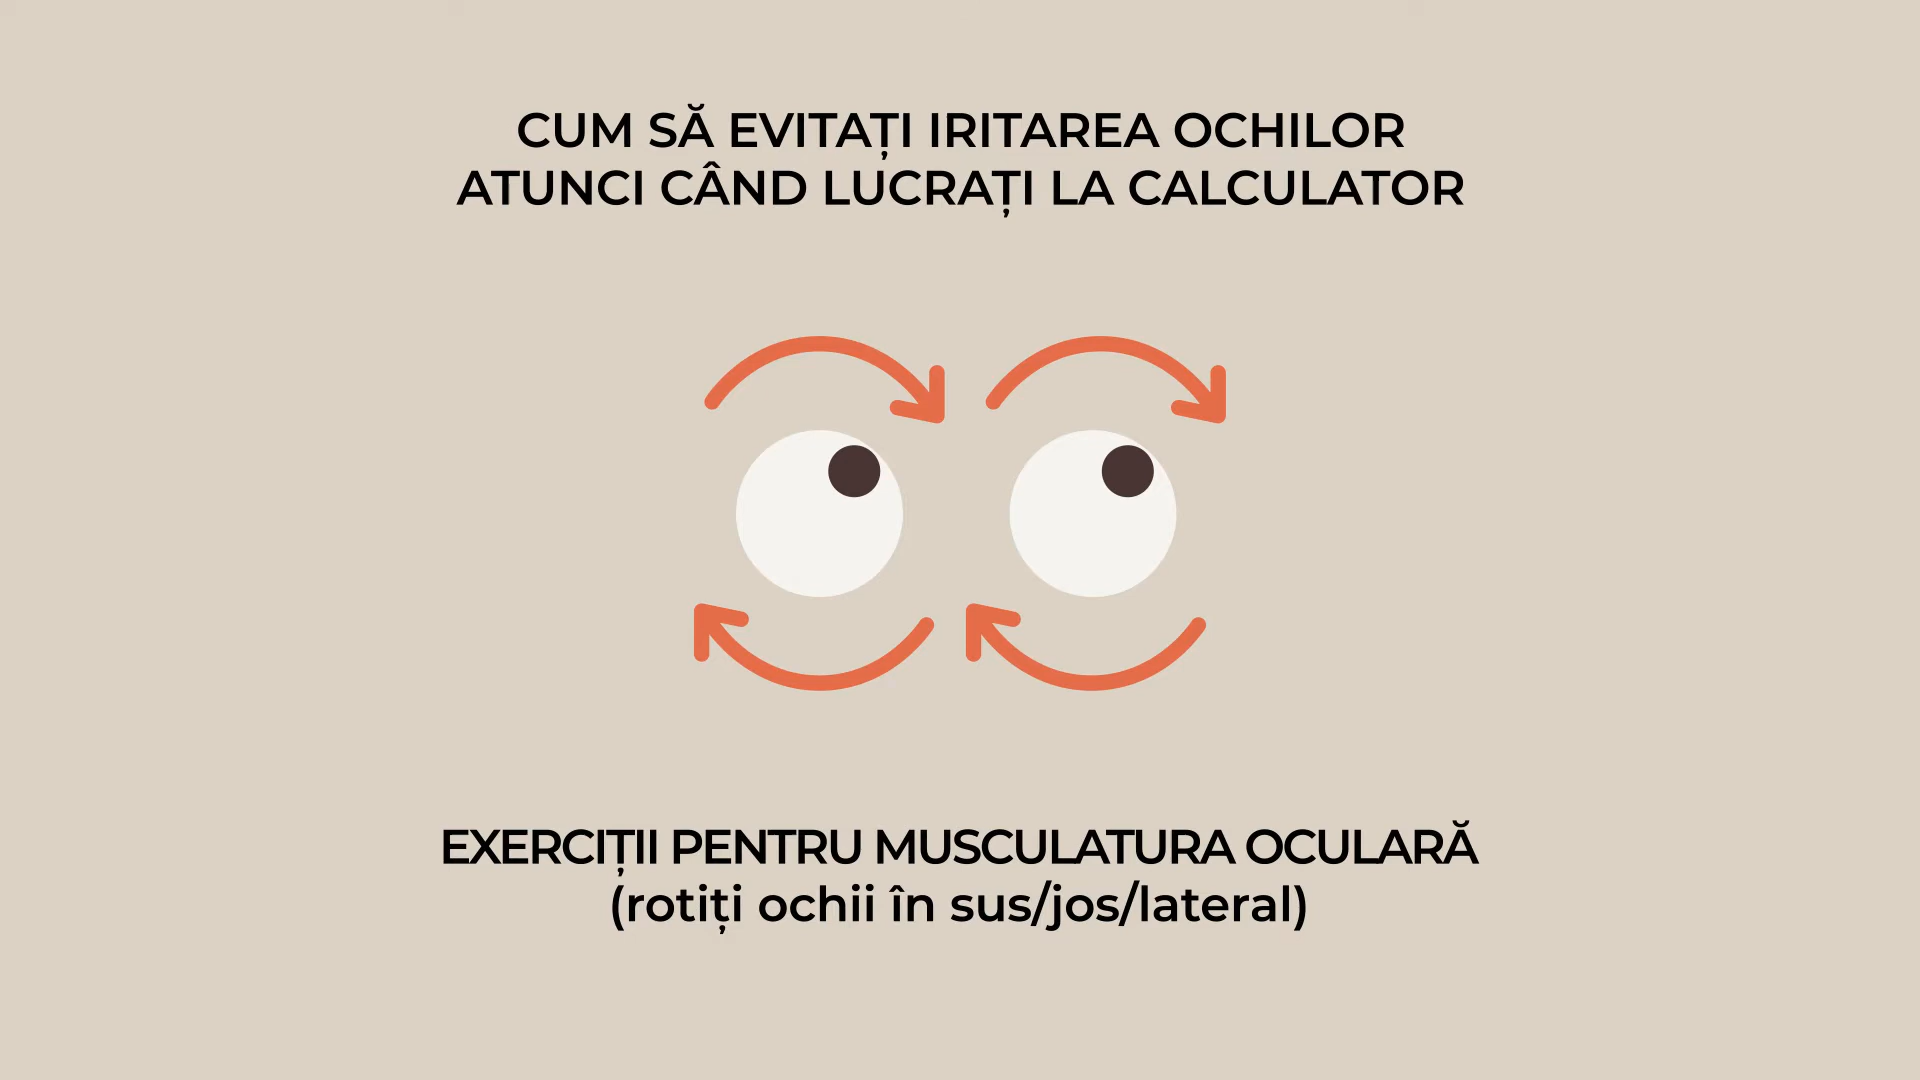 CUM SĂ EVITAȚI IRITAREA OCHILOR
ATUNCI CÂND LUCRAȚI LA CALCULATOR
EXERCIȚII PENTRU MUSCULATURA OCULARĂ
(rotiți ochii în sus/jos/lateral)